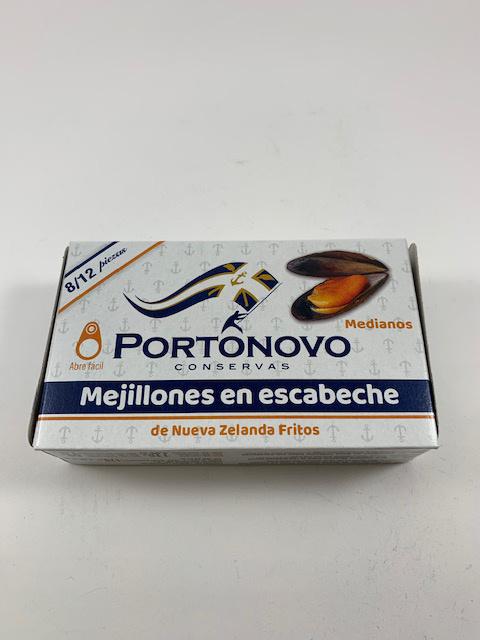 8/12 piezas
Medianos
Abre fácil
PORTONOVO
CONSERVAS
Mejillones en escabeche
de Nueva Zelanda Fritos